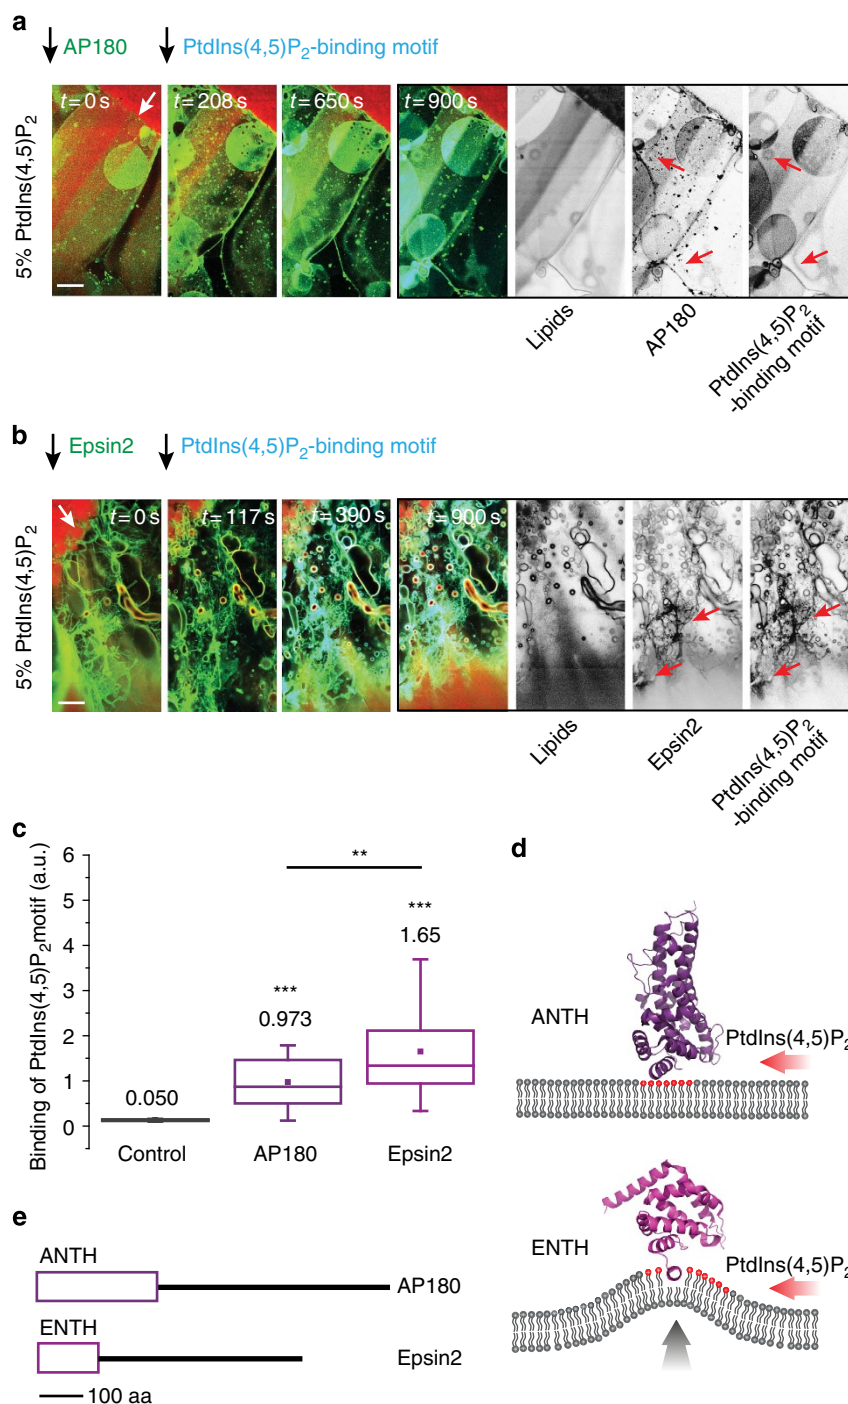 a
AP180 PtdIns(4,5)P2-binding motif
5% PtdIns(4,5)P2
t = 0 s t = 208 s t = 650 s t = 900 s
Lipids
AP180
PtdIns(4,5)P2
-binding motif
b
Epsin2 PtdIns(4,5)P2-binding motif
5% PtdIns(4,5)P2
t = 0 s t = 117 s t = 390 s t = 900 s
Lipids
Epsin2
PtdIns(4,5)P2
-binding motif
c
Binding of PtdIns(4,5)P2motif (a.u.)
6
5
4
3
2
1
0
**
***
1.65
***
0.973
0.050
Control AP180 Epsin2
d
ANTH
PtdIns(4,5)P2
ENTH
PtdIns(4,5)P2
e
ANTH
AP180
ENTH
Epsin2
100 aa